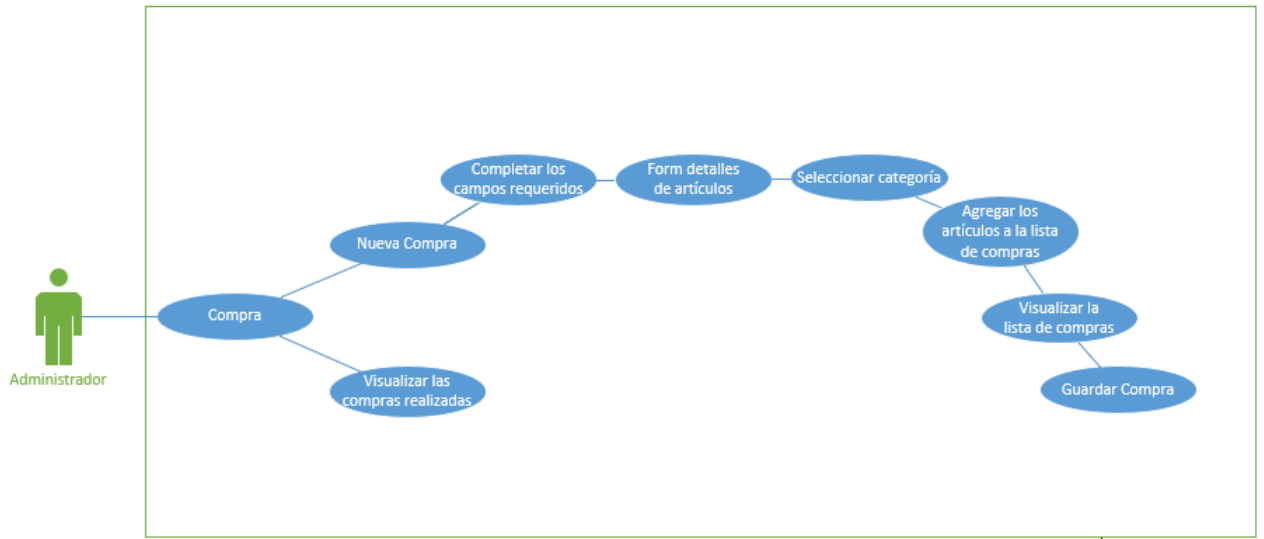 Completar los
campos requeridos
Form detalles
de artículos
Seleccionar categoría
Agregar los
artículos a la lista
de compras
Nueva Compra
Compra
Visualizar la
lista de compras
Administrador
Visualizar las
compras realizadas
Guardar Compra